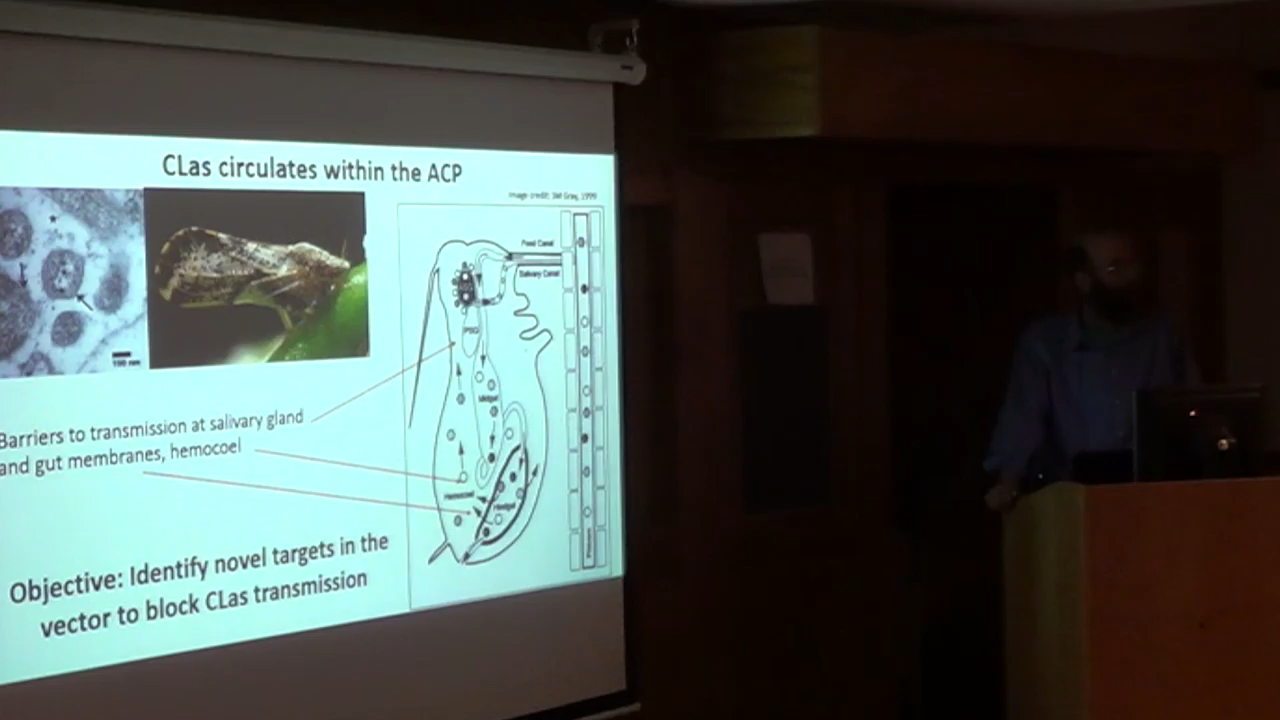 CLas circulates within the ACP
Image credit: SM Gray, 1999
Food Canal
Salivary Canal
PSG
Midgut
100 nm
Barriers to transmission at salivary gland
and gut membranes, hemocoel
Hemocoel
Hindgut
Phloem
Objective: Identify novel targets in the
vector to block CLas transmission